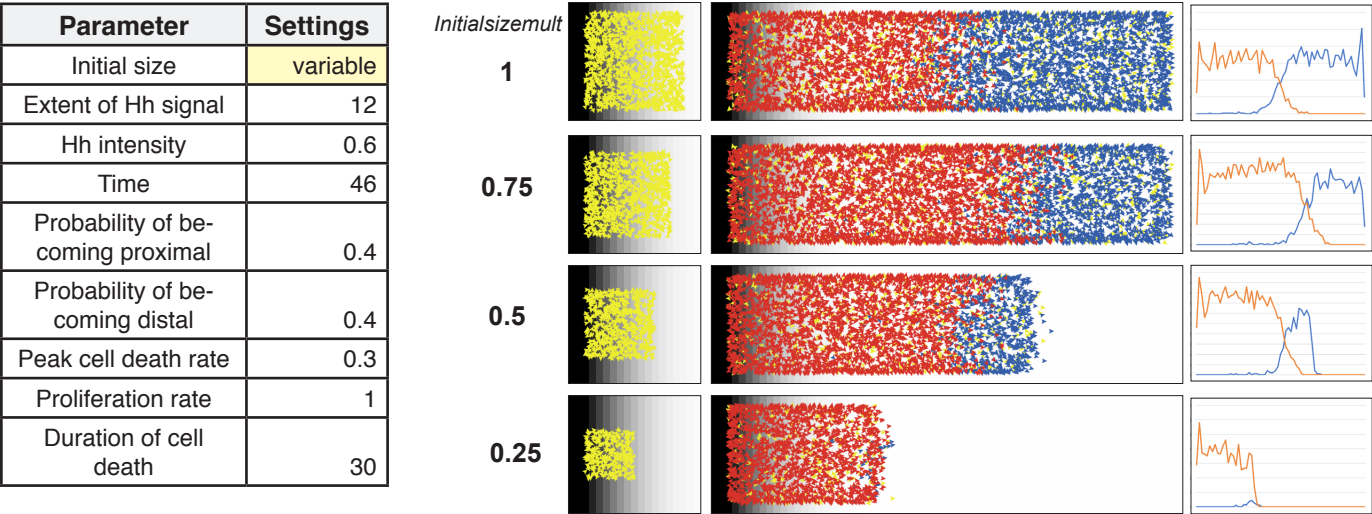 Parameter Settings
Initial size variable
Extent of Hh signal 12
Hh intensity 0.6
Time 46
Probability of be-
coming proximal 0.4
Probability of be-
coming distal 0.4
Peak cell death rate 0.3
Proliferation rate 1
Duration of cell
death 30
Initialsizemult
1
0.75
0.5
0.25